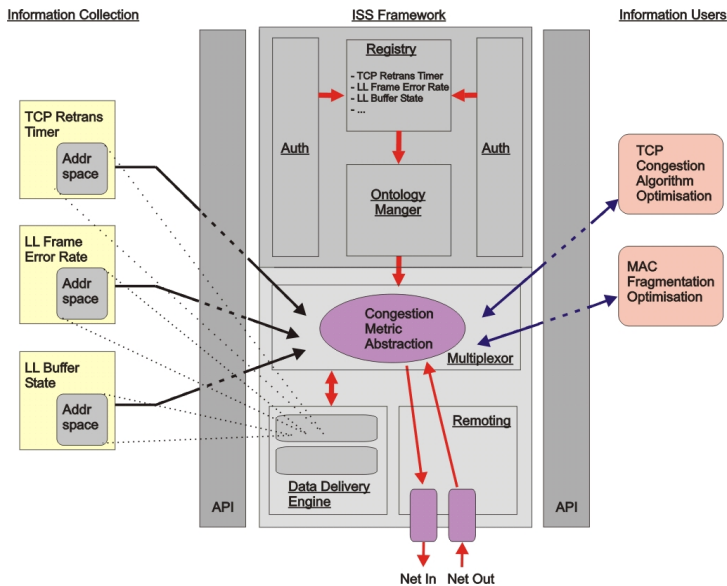 Information Collection
ISS Framework
Information Users
Registry
- TCP Retrans Timer
- LL Frame Error Rate
- LL Buffer State
- ...
Auth
Auth
Ontology
Manger
TCP Retrans
Timer
Addr
space
LL Frame
Error Rate
Addr
space
LL Buffer
State
Addr
space
TCP
Congestion
Algorithm
Optimisation
MAC
Fragmentation
Optimisation
Congestion
Metric
Abstraction
Multiplexor
Remoting
Data Delivery
Engine
API
API
Net In
Net Out